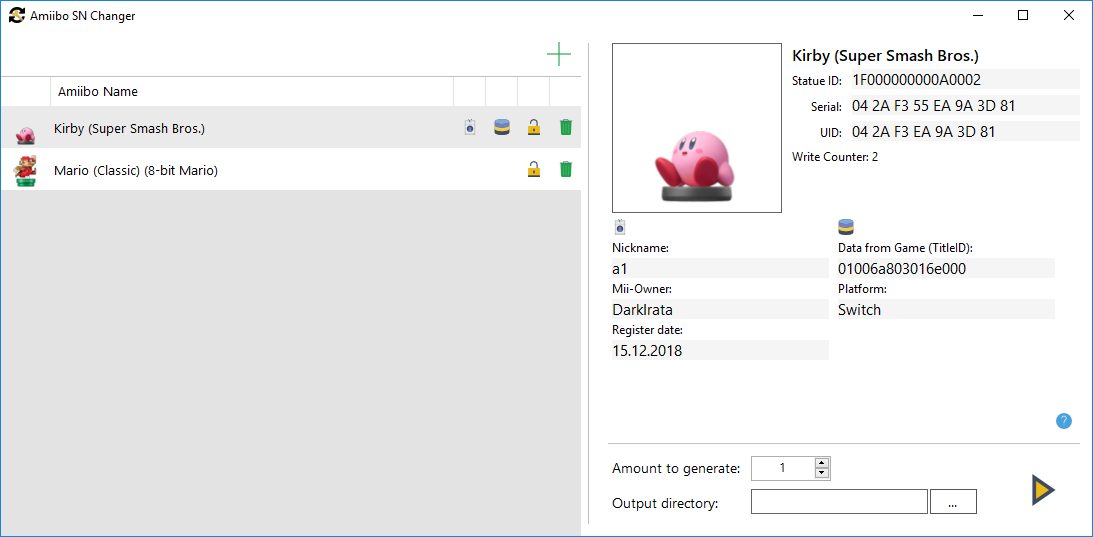 Amiibo SN Changer
Amiibo Name
Kirby (Super Smash Bros.)
Mario (Classic) (8-bit Mario)
Kirby (Super Smash Bros.)
Statue ID: 1F000000000A0002
Serial: 04 2A F3 55 EA 9A 3D 81
UID: 04 2A F3 EA 9A 3D 81
Write Counter: 2
Nickname:
a1
Mii-Owner:
DarkIrata
Register date:
15.12.2018
Data from Game (TitleID):
01006a803016e000
Platform:
Switch
?
Amount to generate: 1
Output directory: ...